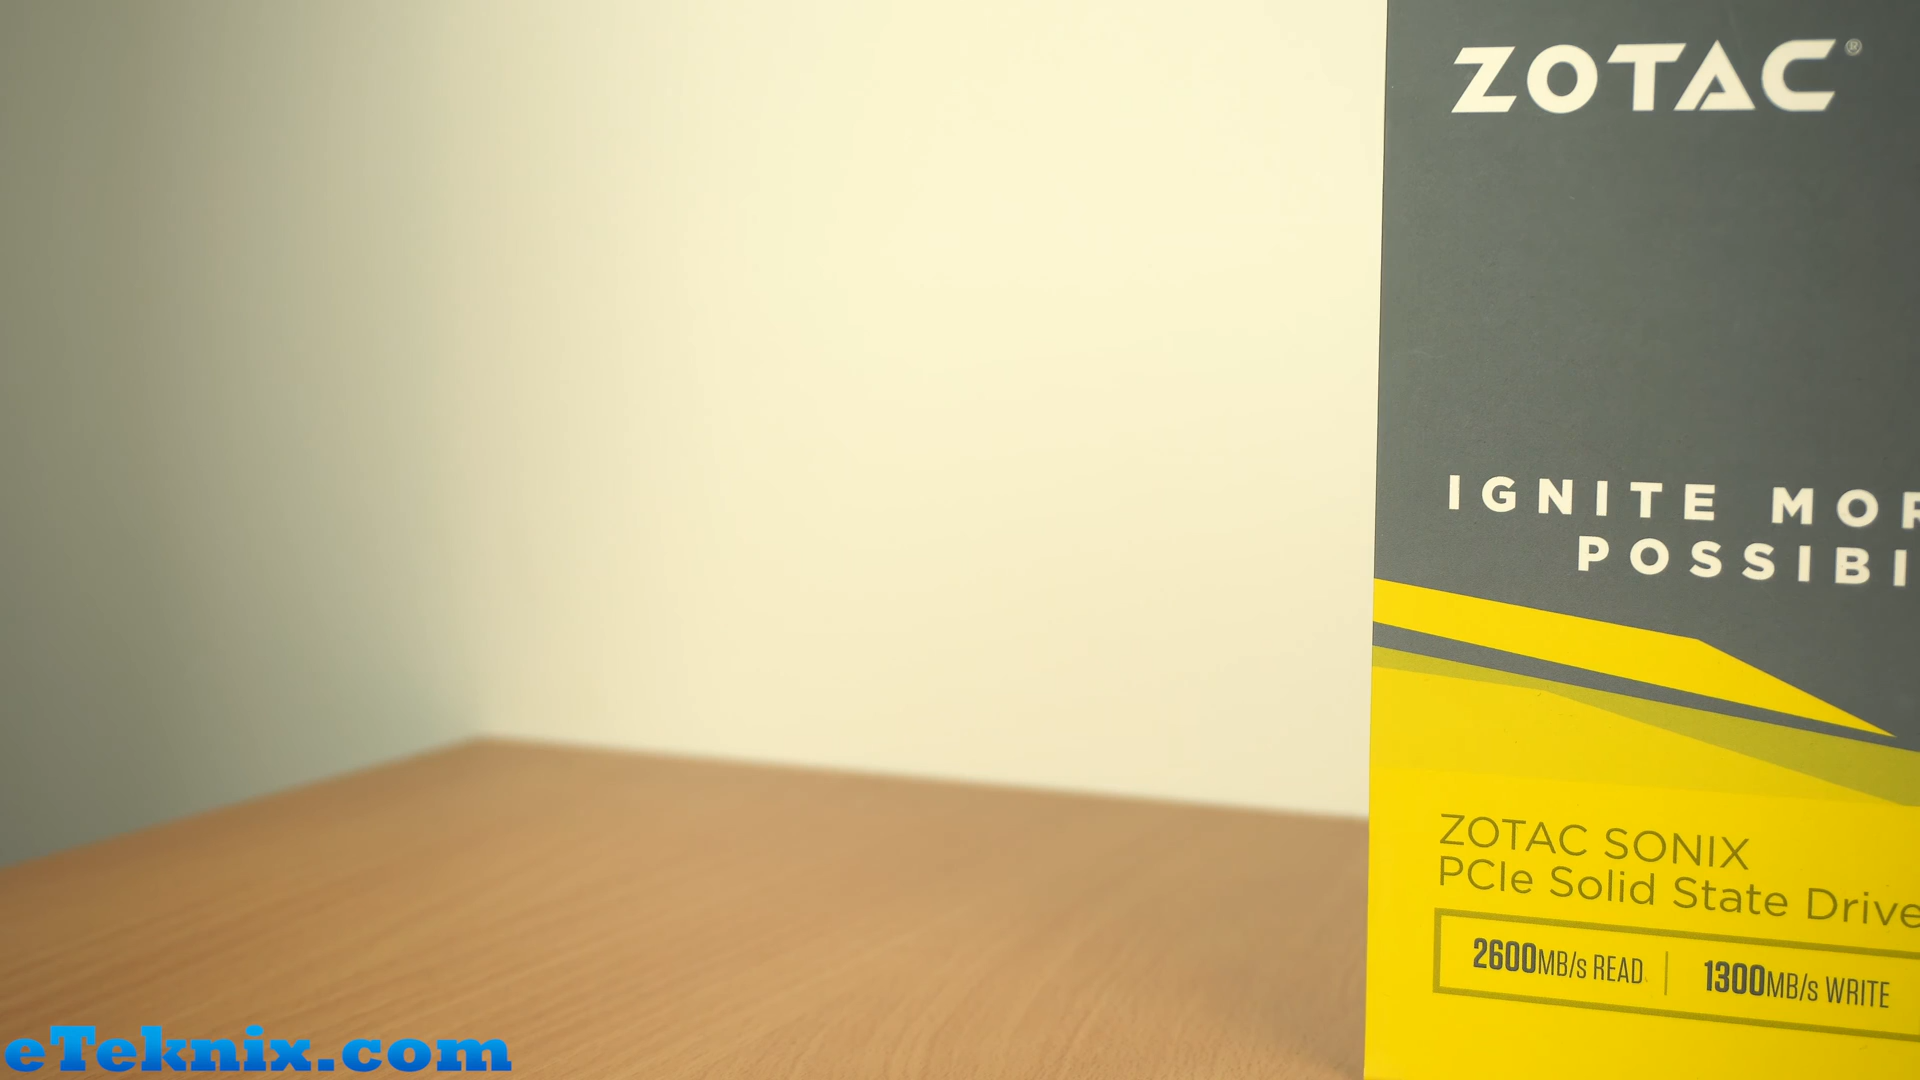 ZOTAC®
IGNITE MOR
POSSIBI
ZOTAC SONIX
PCIe Solid State Drive
2600MB/s READ | 1300MB/s WRITE
eTeknix.com